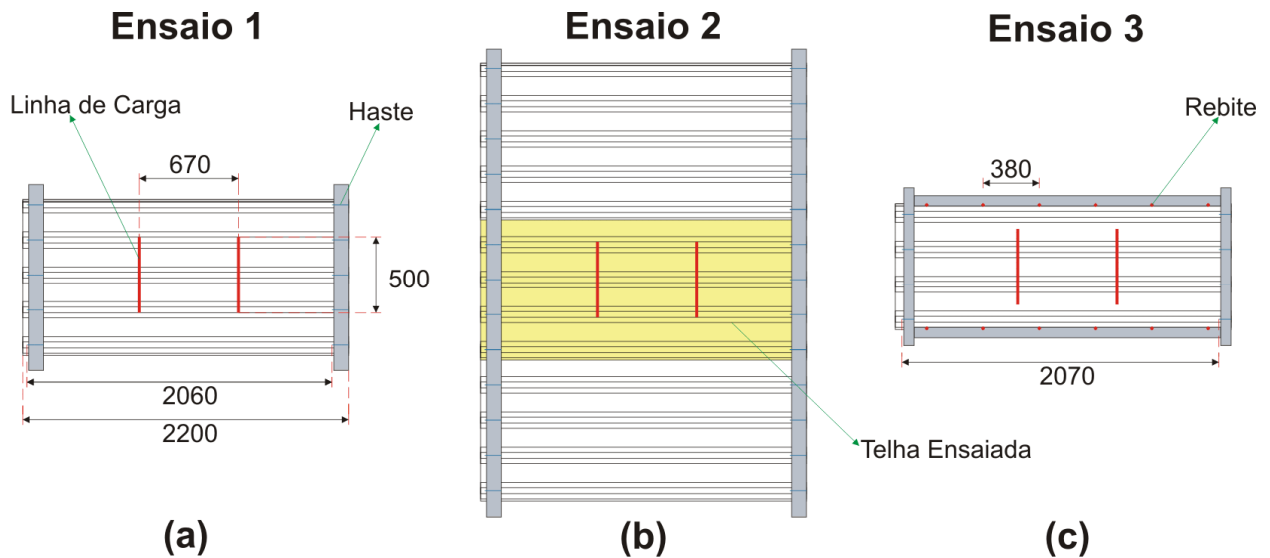 Ensaio 1
Ensaio 2
Ensaio 3
Linha de Carga
Haste
Rebite
670
380
500
2060
2200
2070
Telha Ensaiada
(a)
(b)
(c)